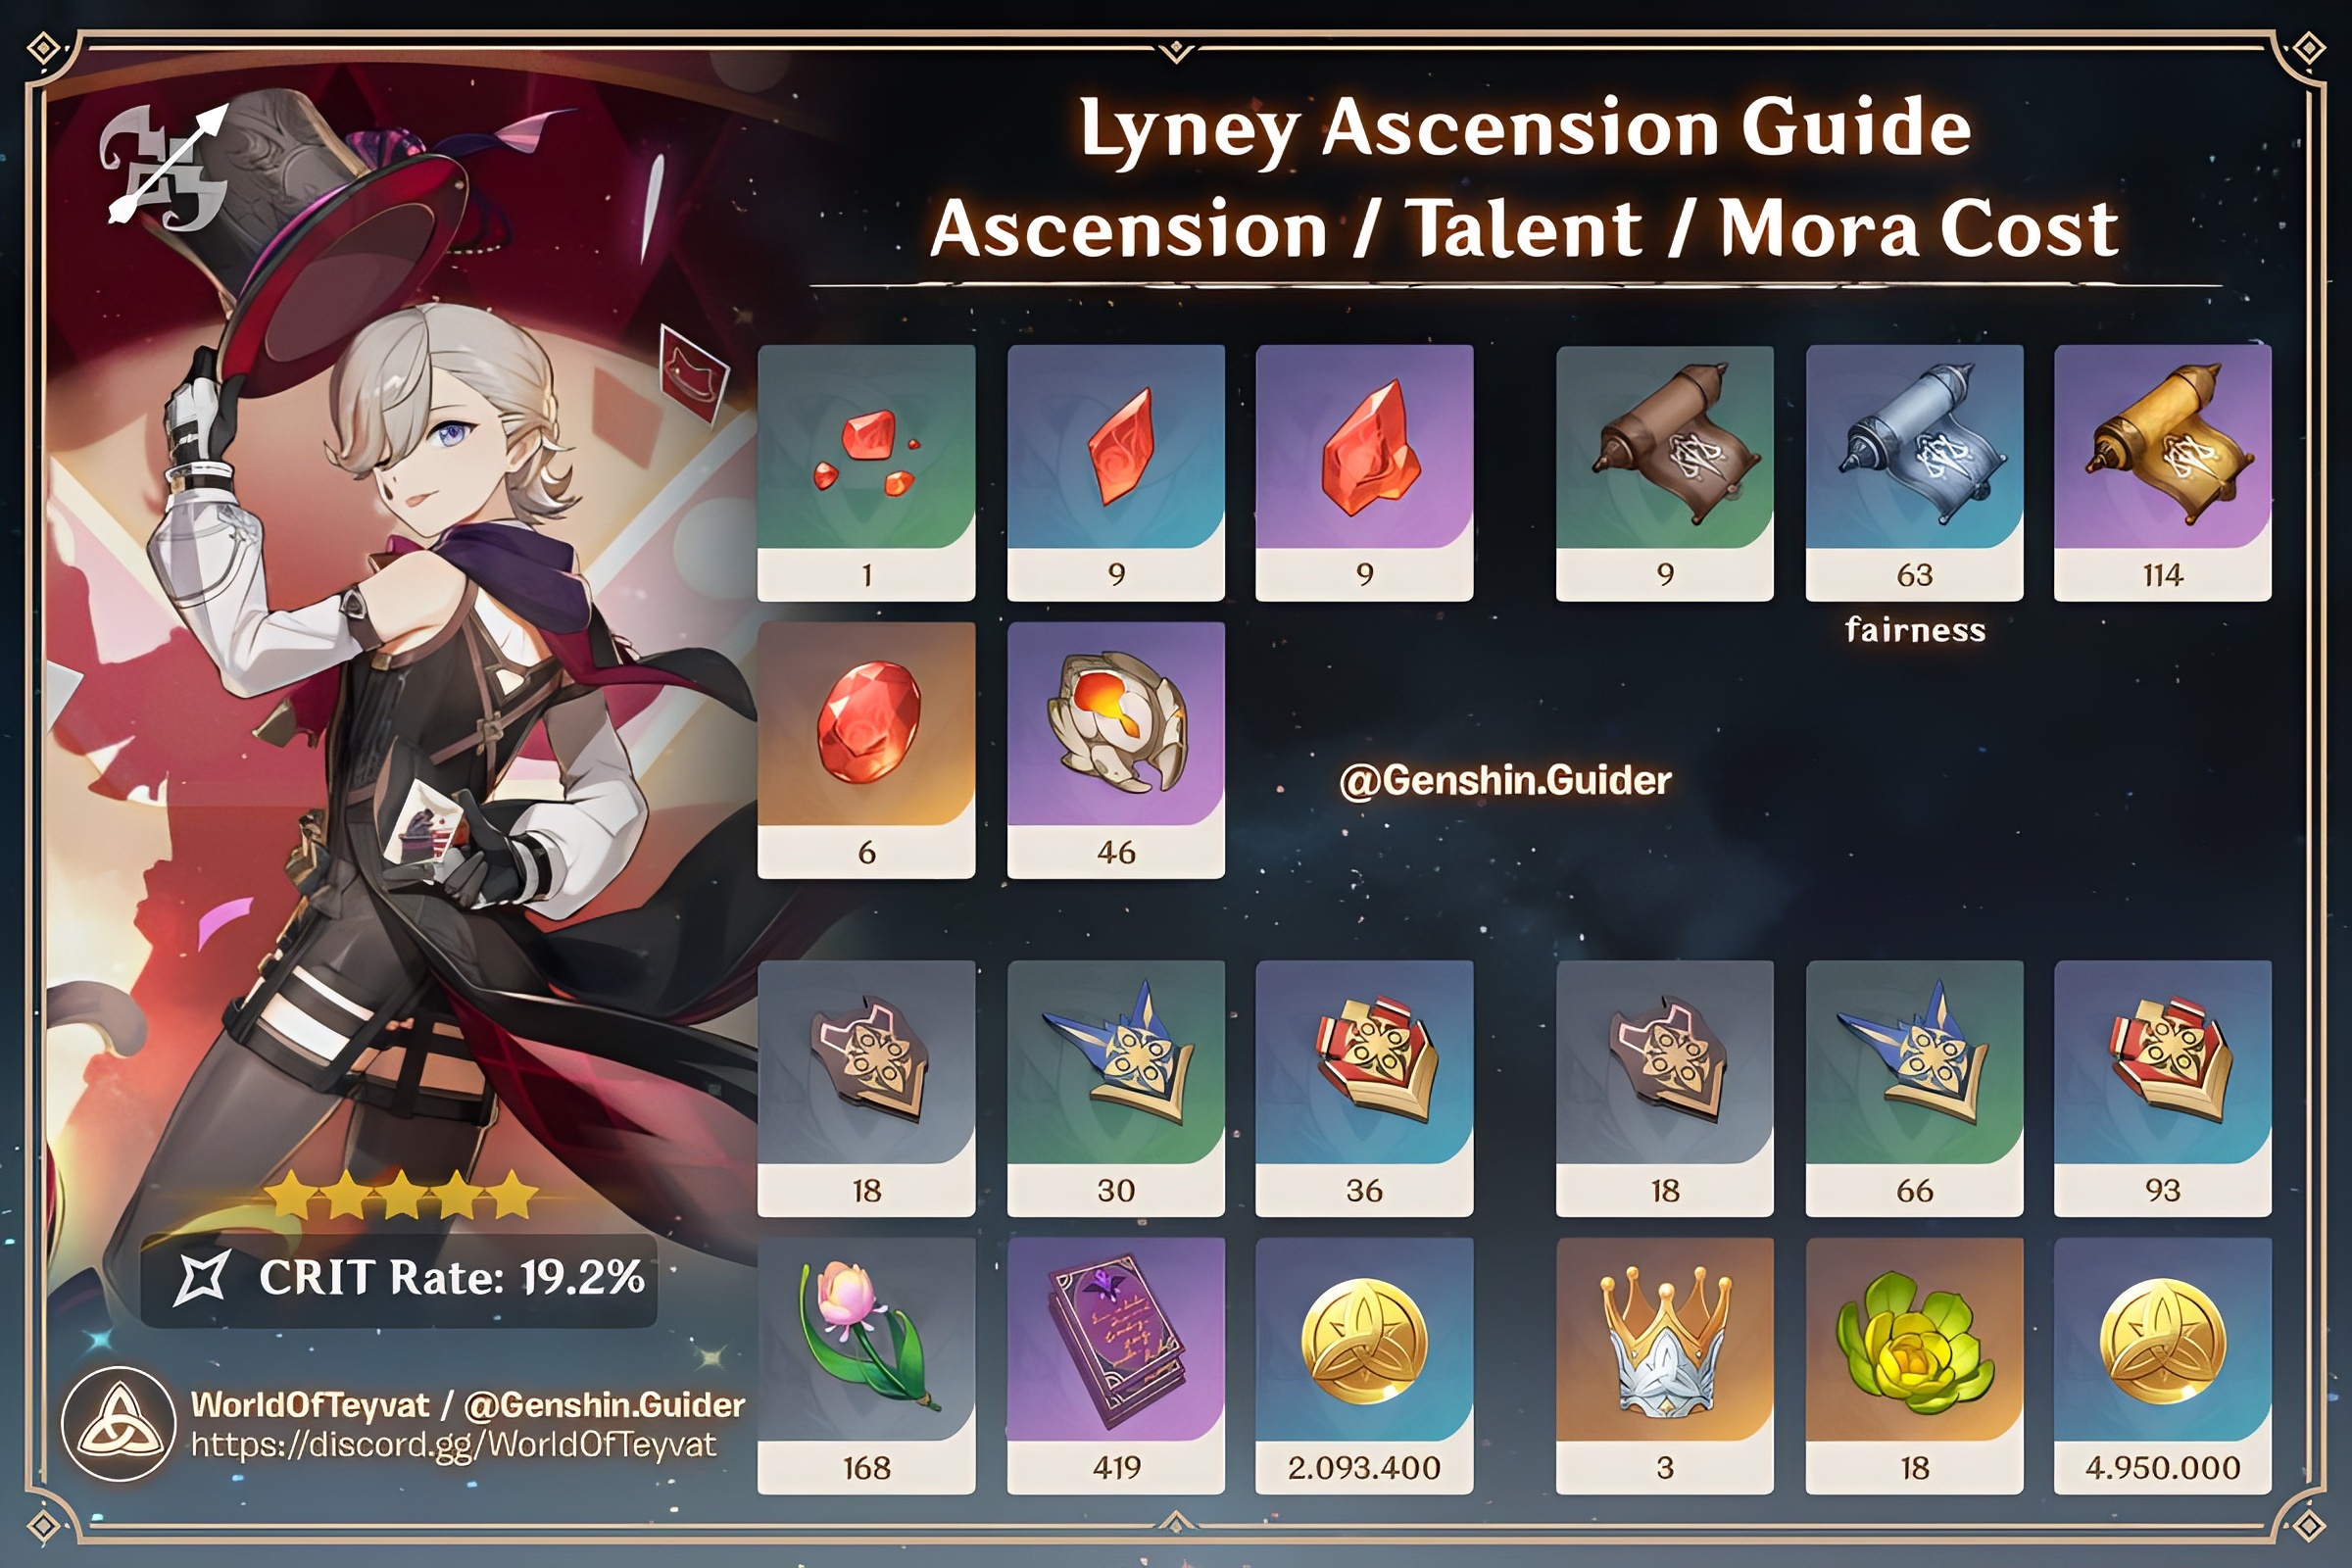 Lyney Ascension Guide
Ascension / Talent / Mora Cost
1
9
9
9
63
114
fairness
6
46
@Genshin.Guider
18
30
36
18
66
93
168
419
2.093.400
3
18
4.950.000
CRIT Rate: 19.2%
WorldOfTeyvat / @Genshin.Guider
https://discord.gg/WorldOfTeyvat